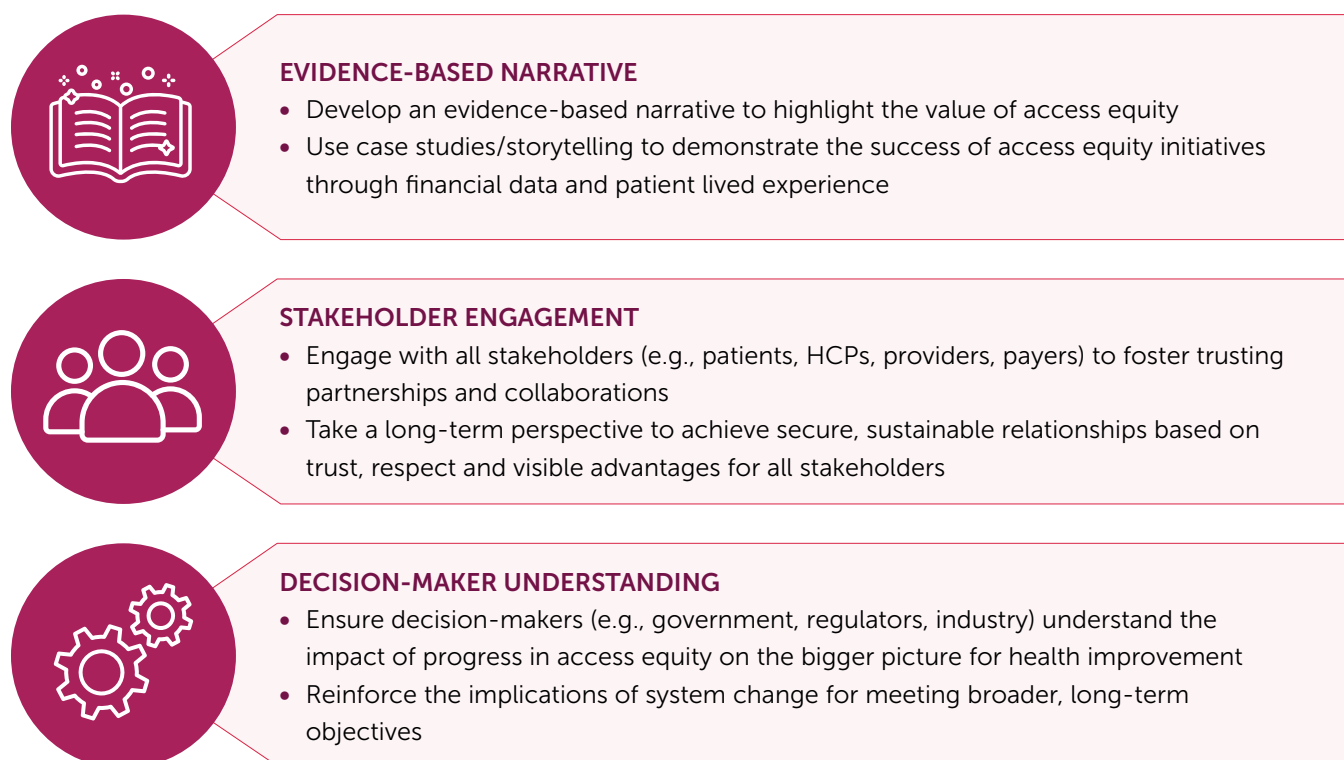 EVIDENCE-BASED NARRATIVE
• Develop an evidence-based narrative to highlight the value of access equity
• Use case studies/storytelling to demonstrate the success of access equity initiatives
through financial data and patient lived experience
STAKEHOLDER ENGAGEMENT
• Engage with all stakeholders (e.g., patients, HCPs, providers, payers) to foster trusting
partnerships and collaborations
• Take a long-term perspective to achieve secure, sustainable relationships based on
trust, respect and visible advantages for all stakeholders
DECISION-MAKER UNDERSTANDING
• Ensure decision-makers (e.g., government, regulators, industry) understand the
impact of progress in access equity on the bigger picture for health improvement
• Reinforce the implications of system change for meeting broader, long-term
objectives